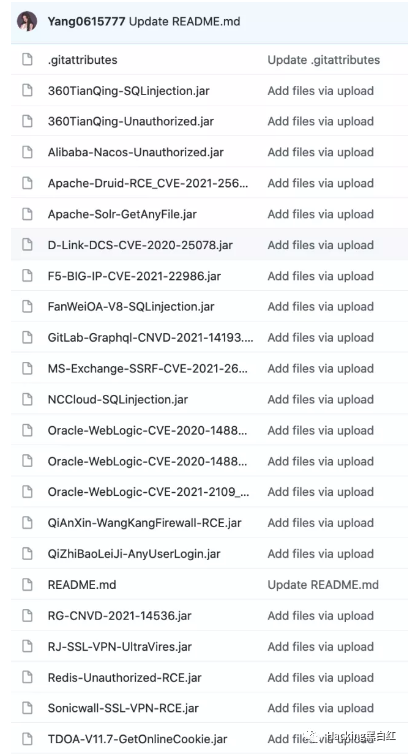 Yang0615777 Update README.md
.gitattributes Update .gitattributes
360TianQing-SQLinjection.jar Add files via upload
360TianQing-Unauthorized.jar Add files via upload
Alibaba-Nacos-Unauthorized.jar Add files via upload
Apache-Druid-RCE_CVE-2021-256... Add files via upload
Apache-Solr-GetAnyFile.jar Add files via upload
D-Link-DCS-CVE-2020-25078.jar Add files via upload
F5-BIG-IP-CVE-2021-22986.jar Add files via upload
FanWeiOA-V8-SQLinjection.jar Add files via upload
GitLab-Graphql-CNVD-2021-14193.... Add files via upload
MS-Exchange-SSRF-CVE-2021-26... Add files via upload
NCCloud-SQLinjection.jar Add files via upload
Oracle-WebLogic-CVE-2020-1488... Add files via upload
Oracle-WebLogic-CVE-2020-1488... Add files via upload
Oracle-WebLogic-CVE-2021-2109_... Add files via upload
QiAnXin-WangKangFirewall-RCE.jar Add files via upload
QiZhiBaoLeiJi-AnyUserLogin.jar Add files via upload
README.md Update README.md
RG-CNVD-2021-14536.jar Add files via upload
RJ-SSL-VPN-UltraVires.jar Add files via upload
Redis-Unauthorized-RCE.jar Add files via upload
Sonicwall-SSL-VPN-RCE.jar Add files via upload
TDOA-V11.7-GetOnlineCookie.jar Add files via upload